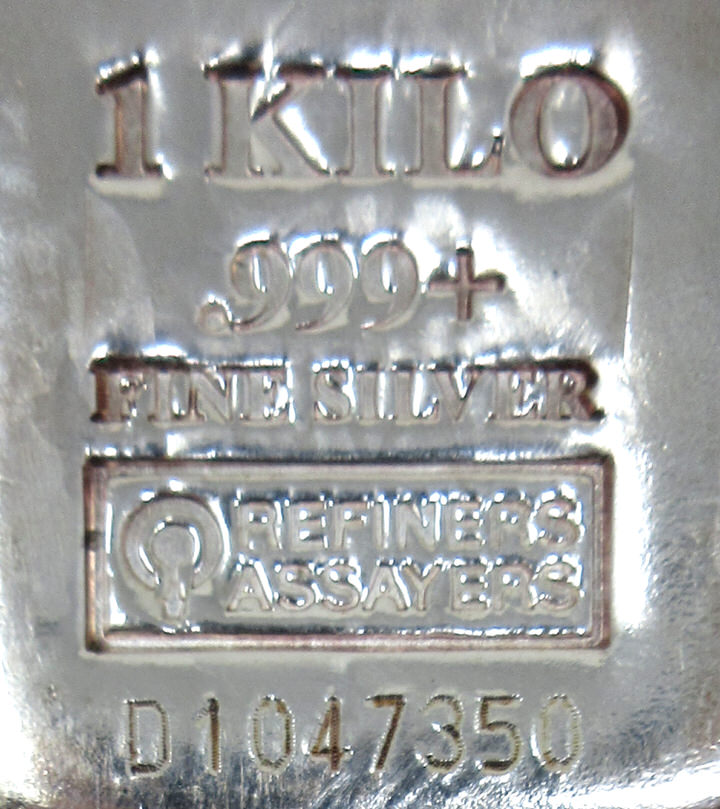 1 KILO
.999+
FINE SILVER
REFINERS
ASSAYERS
D1047350